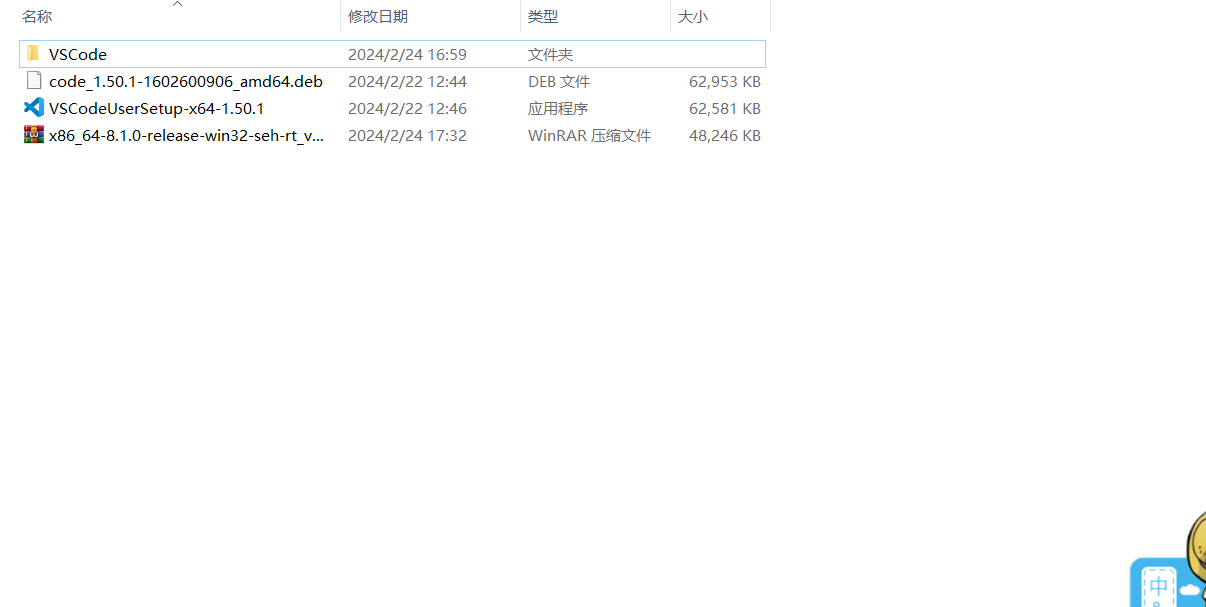 名称 修改日期 类型 大小
VSCode 2024/2/24 16:59 文件夹
code_1.50.1-1602600906_amd64.deb 2024/2/22 12:44 DEB 文件 62,953 KB
VSCodeUserSetup-x64-1.50.1 2024/2/22 12:46 应用程序 62,581 KB
x86_64-8.1.0-release-win32-seh-rt_v... 2024/2/24 17:32 WinRAR 压缩文件 48,246 KB
中